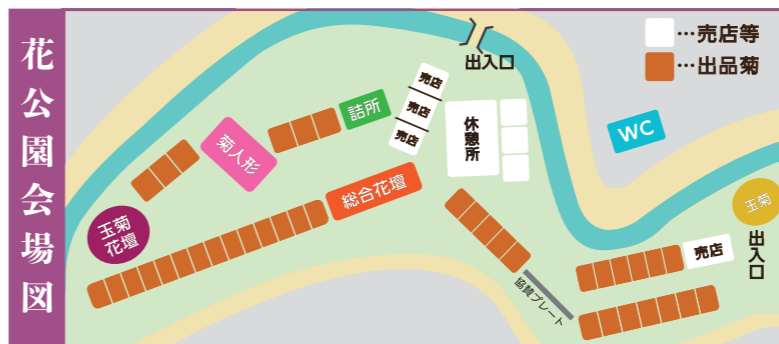 花公園会場図
出入口
…売店等
…出品菊
売店
売店
売店
詰所
休憩所
WC
菊人形
総合花壇
玉菊
玉菊
花壇
出入口
売店
協賛プレート